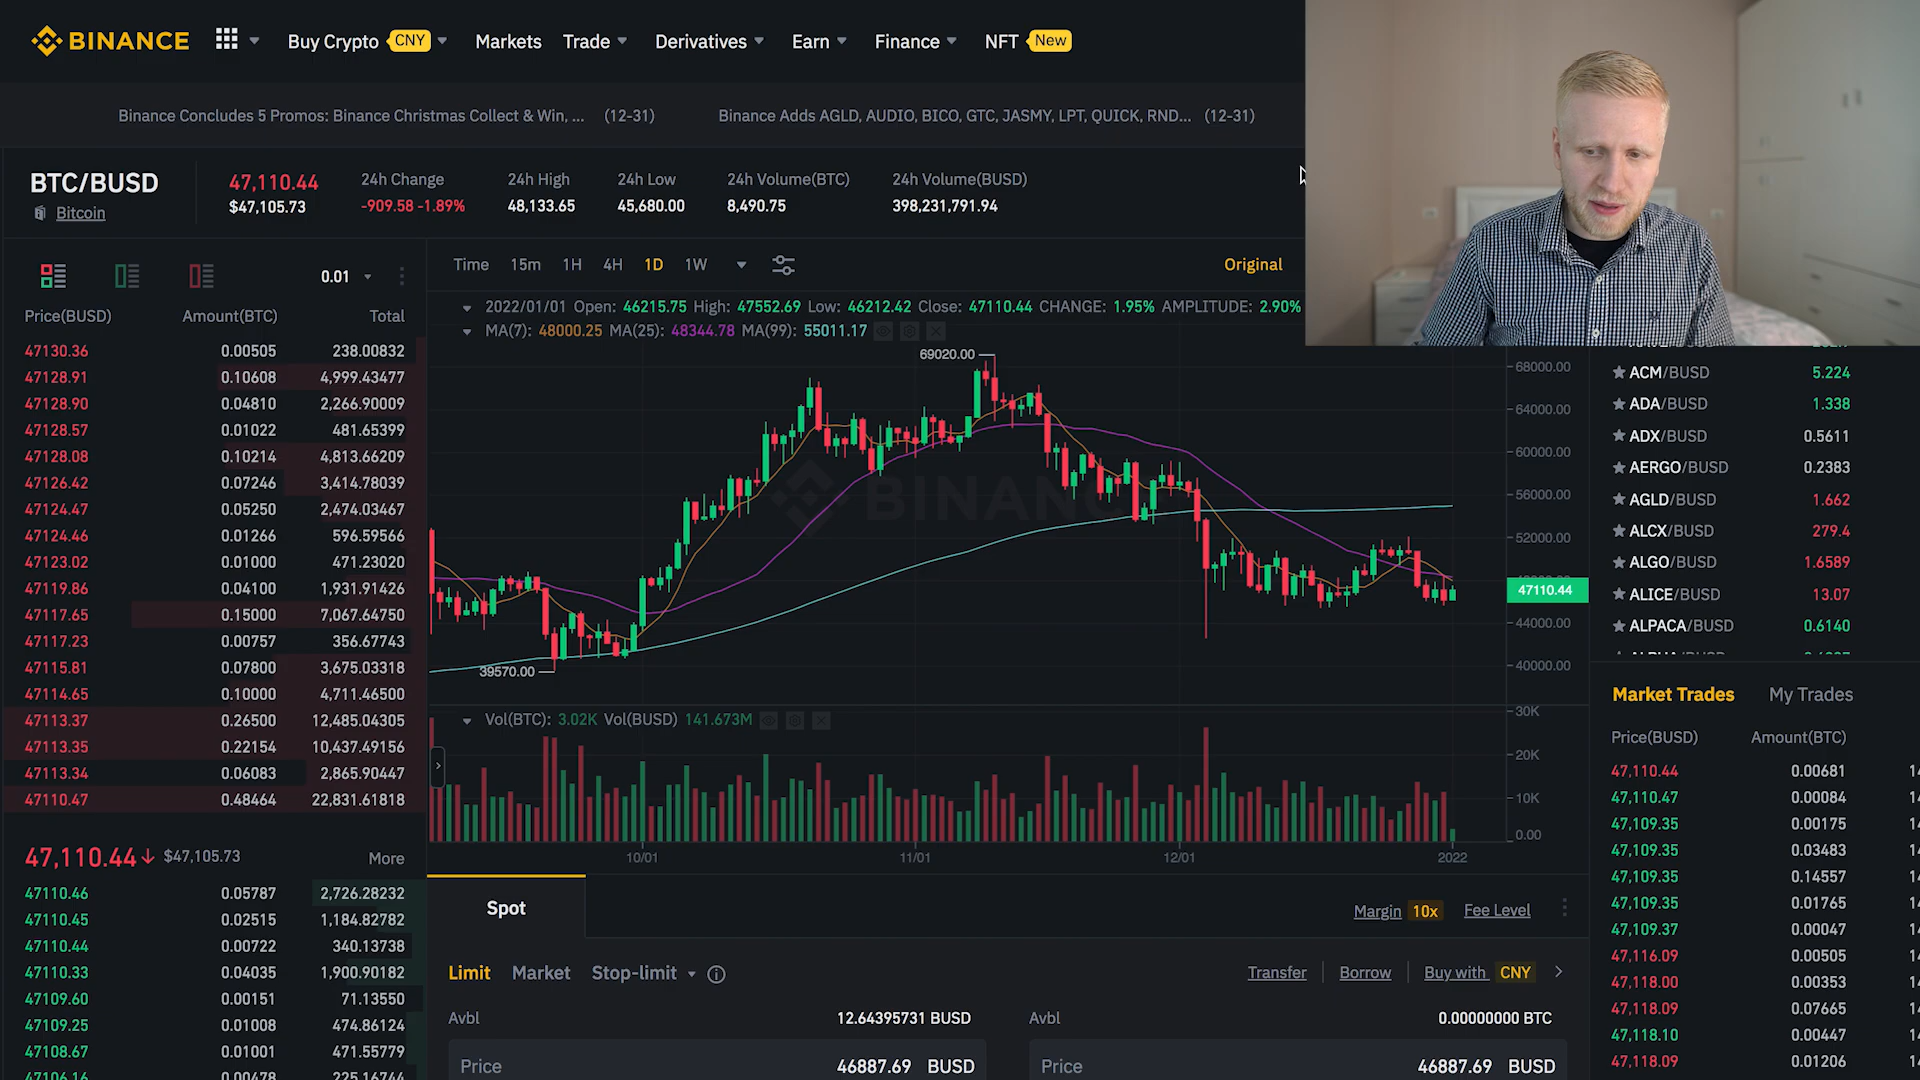 BINANCE
Buy Crypto CNY Markets Trade Derivatives Earn Finance NFT New
Binance Concludes 5 Promos: Binance Christmas Collect & Win, ... (12-31) Binance Adds AGLD, AUDIO, BICO, GTC, JASMY, LPT, QUICK, RND... (12-31)
BTC/BUSD
Bitcoin
47,110.44
$47,105.73
24h Change
-909.58 -1.89%
24h High
48,133.65
24h Low
45,680.00
24h Volume(BTC)
8,490.75
24h Volume(BUSD)
398,231,791.94
0.01
Price(BUSD) Amount(BTC) Total
47130.36 0.00505 238.00832
47128.91 0.10608 4,999.43477
47128.90 0.04810 2,266.90009
47128.57 0.01022 481.65399
47128.08 0.10214 4,813.66209
47126.42 0.07246 3,414.78039
47124.47 0.05250 2,474.03467
47124.46 0.01266 596.59566
47123.02 0.01000 471.23020
47119.86 0.04100 1,931.91426
47117.65 0.15000 7,067.64750
47117.23 0.00757 356.67743
47115.81 0.07800 3,675.03318
47114.65 0.10000 4,711.46500
47113.37 0.26500 12,485.04305
47113.35 0.22154 10,437.49156
47113.34 0.06083 2,865.90447
47110.47 0.48464 22,831.61818
47,110.44 $47,105.73 More
47110.46 0.05787 2,726.28232
47110.45 0.02515 1,184.82782
47110.44 0.00722 340.13738
47110.33 0.04035 1,900.90182
47109.60 0.00151 71.13550
47109.25 0.01008 474.86124
47108.67 0.01001 471.55779
47106.16 0.00478 225.16744
Time 15m 1H 4H 1D 1W
Original
2022/01/01 Open: 46215.75 High: 47552.69 Low: 46212.42 Close: 47110.44 CHANGE: 1.95% AMPLITUDE: 2.90%
MA(7): 48000.25 MA(25): 48344.78 MA(99): 55011.17
69020.00
39570.00
BINANC
68000.00
64000.00
60000.00
56000.00
52000.00
47110.44
44000.00
40000.00
Vol(BTC): 3.02K Vol(BUSD) 141.673M
30K
20K
10K
0.00
10/01 11/01 12/01 2022
Spot
Margin 10x Fee Level
Limit Market Stop-limit
Transfer Borrow Buy with CNY
Avbl 12.64395731 BUSD
Price 46887.69 BUSD
Avbl 0.00000000 BTC
Price 46887.69 BUSD
ACM/BUSD 5.224
ADA/BUSD 1.338
ADX/BUSD 0.5611
AERGO/BUSD 0.2383
AGLD/BUSD 1.662
ALCX/BUSD 279.4
ALGO/BUSD 1.6589
ALICE/BUSD 13.07
ALPACA/BUSD 0.6140
Market Trades My Trades
Price(BUSD) Amount(BTC)
47,110.44 0.00681
47,110.47 0.00084
47,109.35 0.00175
47,109.35 0.03483
47,109.35 0.14557
47,109.35 0.01765
47,109.37 0.00047
47,116.09 0.00505
47,118.00 0.00353
47,118.09 0.07665
47,118.10 0.00447
47,118.09 0.01206